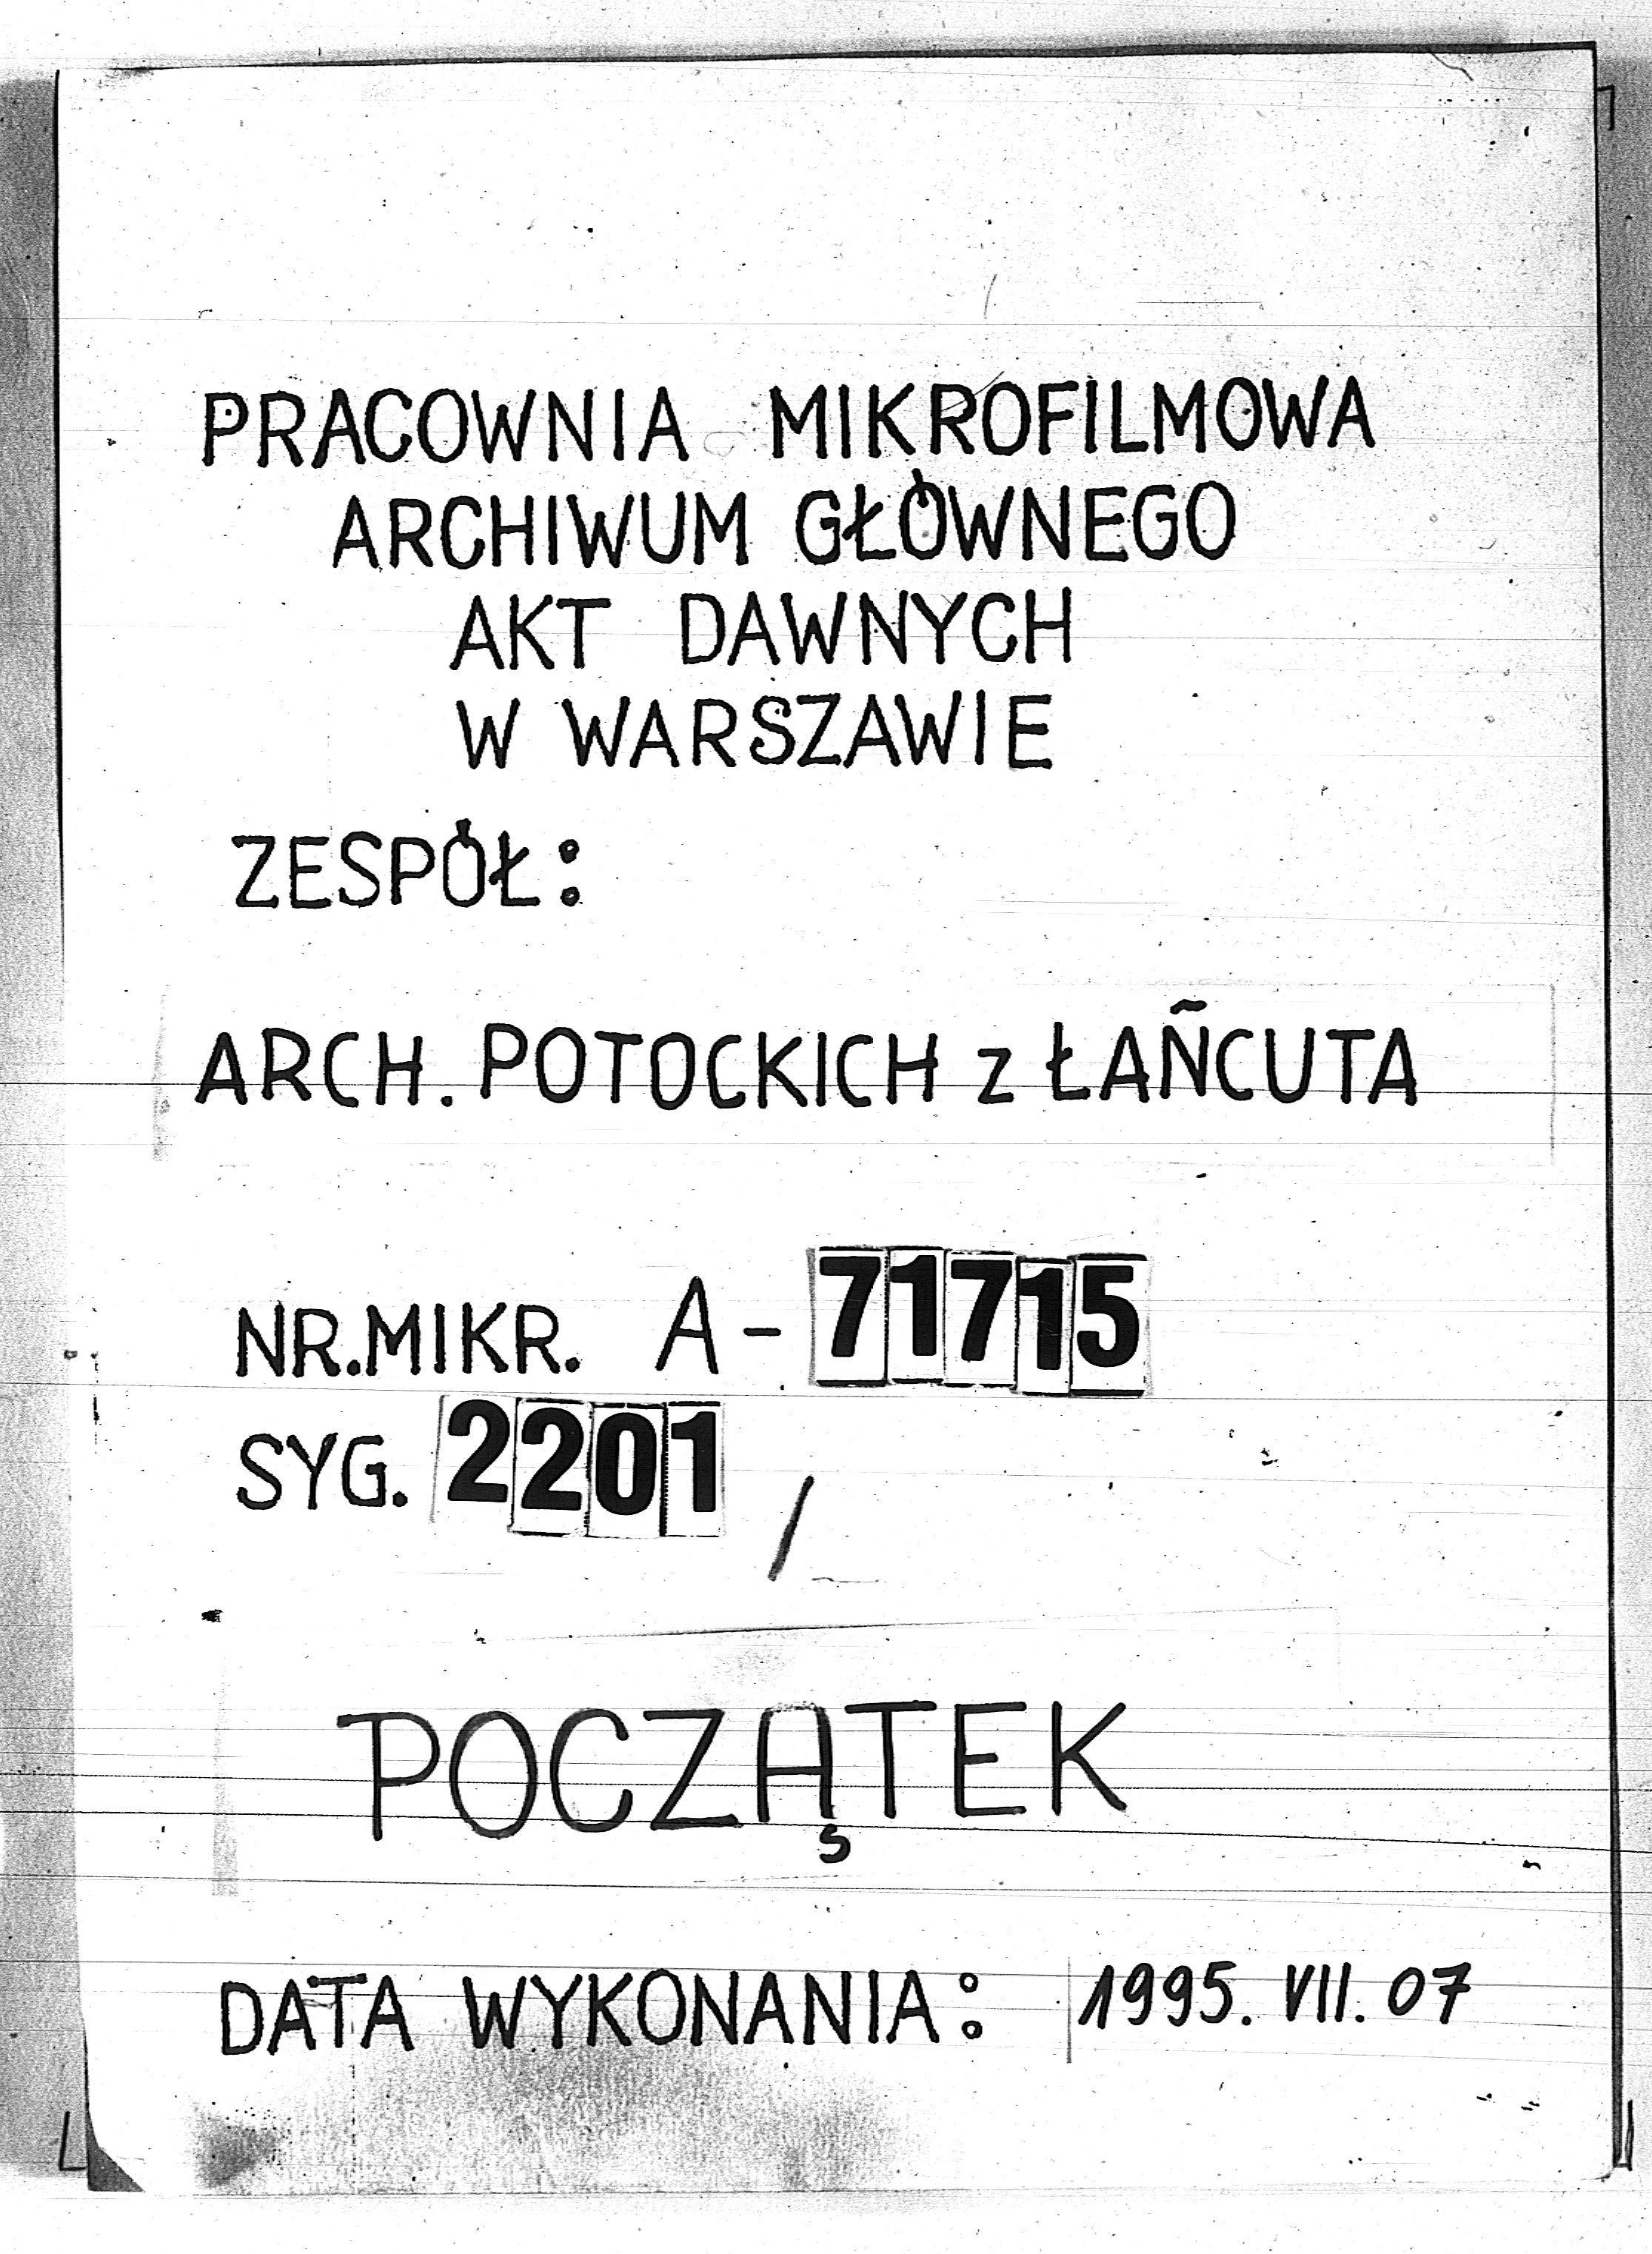 PRACOWNIA MIKROFILMOWA
ARCHIWUM GŁÓWNEGO
AKT DAWNYCH
W WARSZAWIE
ZESPÓŁ:
ARCH. POTOCKICH z ŁAŃCUTA
NR.MIKR. A-71715
SYG. 2201 /
POCZĄTEK
DATA WYKONANIA: 1995. VII. 07